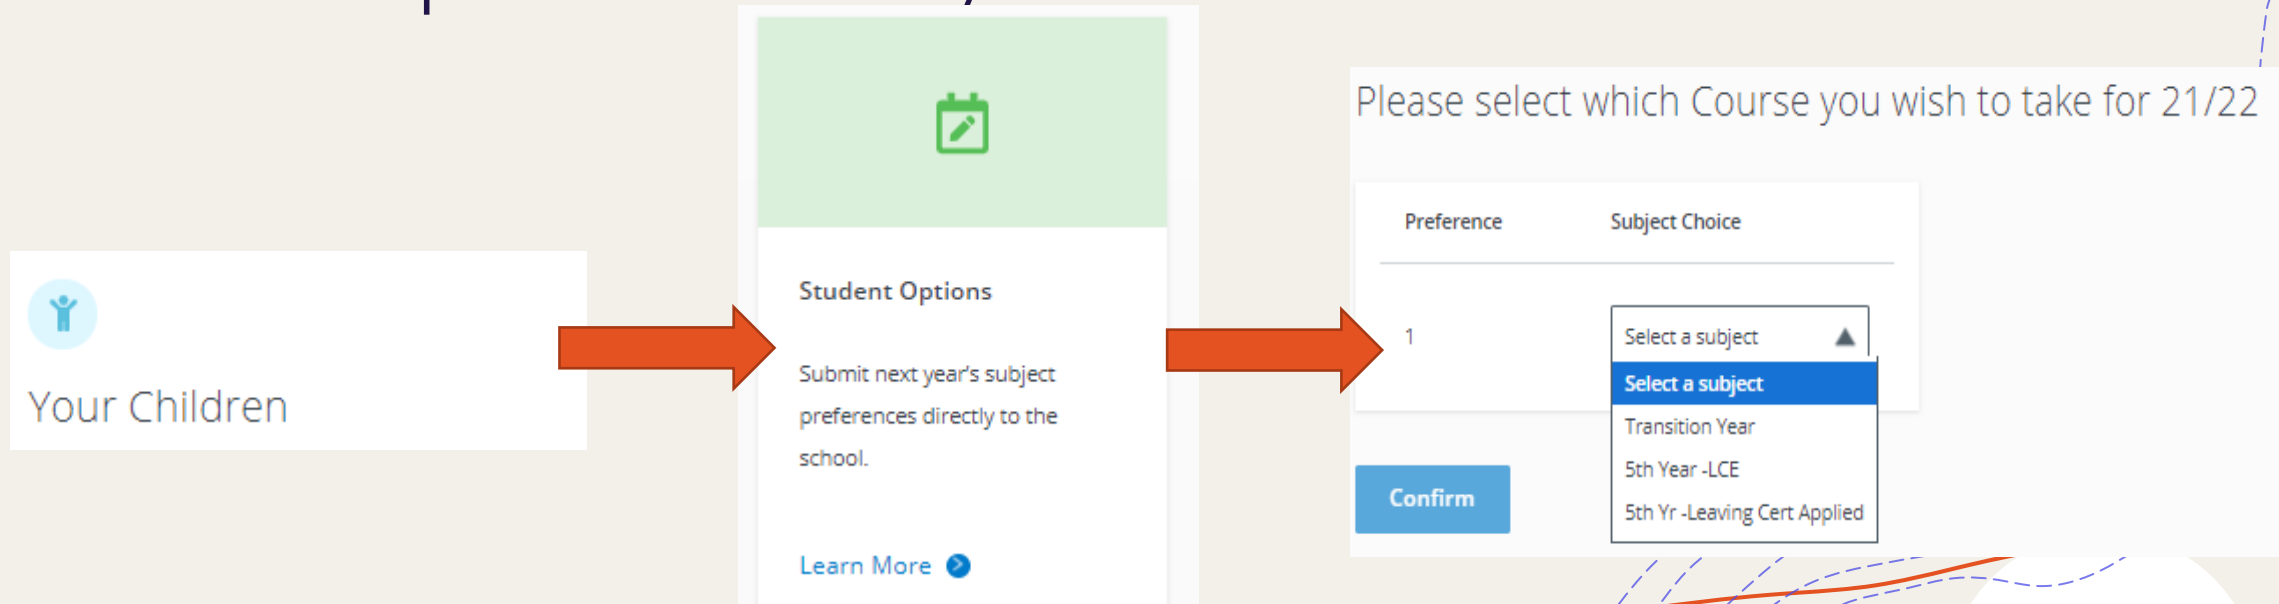 Your Children
Student Options
Submit next year's subject
preferences directly to the
school.
Learn More
Please select which Course you wish to take for 21/22
Preference Subject Choice
1 Select a subject
Select a subject
Transition Year
5th Year -LCE
5th Yr -Leaving Cert Applied
Confirm